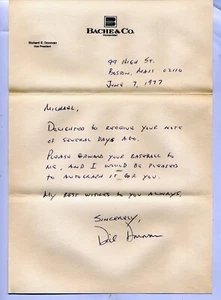 BACHE & CO.
Richard E. Donovan
Vice President
99 HIGH ST.
BOSTON, MASS 02110
JUNE 7, 1977
MICHAEL,
DELIGHTED TO RECEIVE YOUR NOTE
OF SEVERAL DAYS AGO.
PLEASE FORWARD YOUR BASEBALL TO
ME, AND I WOULD BE PLEASED
TO AUTOGRAPH IT FOR YOU.
MY BEST WISHES TO YOU ALWAYS,
SINCERELY,
Dick